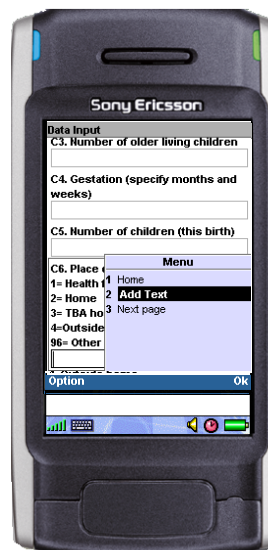 Sony Ericsson
Data Input
C3. Number of older living children
C4. Gestation (specify months and
weeks)
C5. Number of children (this birth)
C6. Place
1= Health
2= Home
3= TBA ho
4=Outside
96= Other
Menu
1 Home
2 Add Text
3 Next page
Option
Ok